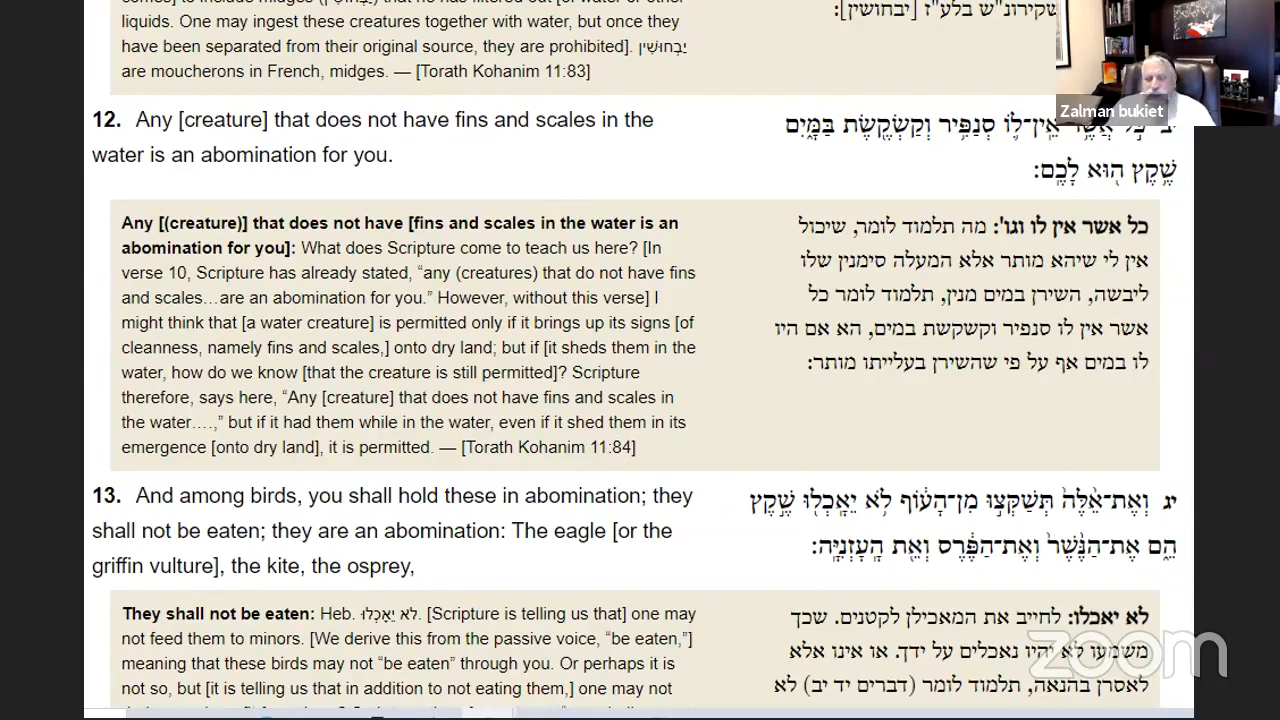 liquids. One may ingest these creatures together with water, but once they
have been separated from their original source, they are prohibited]. יַבְחוּשִׁין
are moucherons in French, midges. — [Torath Kohanim 11:83]
שקירונ"ש בלע"ז [יבחושין]:
Zalman bukiet
12. Any [creature] that does not have fins and scales in the
water is an abomination for you.
אֵֽין־ל֛וֹ סְנַפִּ֥יר וְקַשְׂקֶ֖שֶׂת בַּמָּ֑יִם
שֶׁ֥קֶץ ה֖וּא לָכֶֽם:
Any [(creature)] that does not have [fins and scales in the water is an
abomination for you]: What does Scripture come to teach us here? [In
verse 10, Scripture has already stated, “any (creatures) that do not have fins
and scales…are an abomination for you.” However, without this verse] I
might think that [a water creature] is permitted only if it brings up its signs [of
cleanness, namely fins and scales,] onto dry land; but if [it sheds them in the
water, how do we know [that the creature is still permitted]? Scripture
therefore, says here, “Any [creature] that does not have fins and scales in
the water….,” but if it had them while in the water, even if it shed them in its
emergence [onto dry land], it is permitted. — [Torath Kohanim 11:84]
כל אשר אין לו וגו': מה תלמוד לומר, שיכול
אין לי שיהא מותר אלא המעלה סימנין שלו
ליבשה, השירן במים מנין, תלמוד לומר כל
אשר אין לו סנפיר וקשקשת במים, הא אם היו
לו במים אף על פי שהשירן בעלייתו מותר:
13. And among birds, you shall hold these in abomination; they
shall not be eaten; they are an abomination: The eagle [or the
griffin vulture], the kite, the osprey,
יג וְאֶת־אֵ֙לֶּה֙ תְּשַׁקְּצ֣וּ מִן־הָע֔וֹף לֹ֥א יֵאָֽכְל֖וּ שֶׁ֣קֶץ
הֵ֑ם אֶת־הַנֶּ֙שֶׁר֙ וְאֶת־הַפֶּ֔רֶס וְאֵ֖ת הָֽעָזְנִיָּֽה:
They shall not be eaten: Heb. לֹא יֵאָכְלוּ. [Scripture is telling us that] one may
not feed them to minors. [We derive this from the passive voice, “be eaten,”]
meaning that these birds may not “be eaten” through you. Or perhaps it is
not so, but [it is telling us that in addition to not eating them,] one may not
לא יאכלו: לחייב את המאכילן לקטנים. שכך
משמעו לא יהיו נאכלים על ידך. או אינו אלא
לאסרן בהנאה, תלמוד לומר (דברים יד יב) לא
zoom